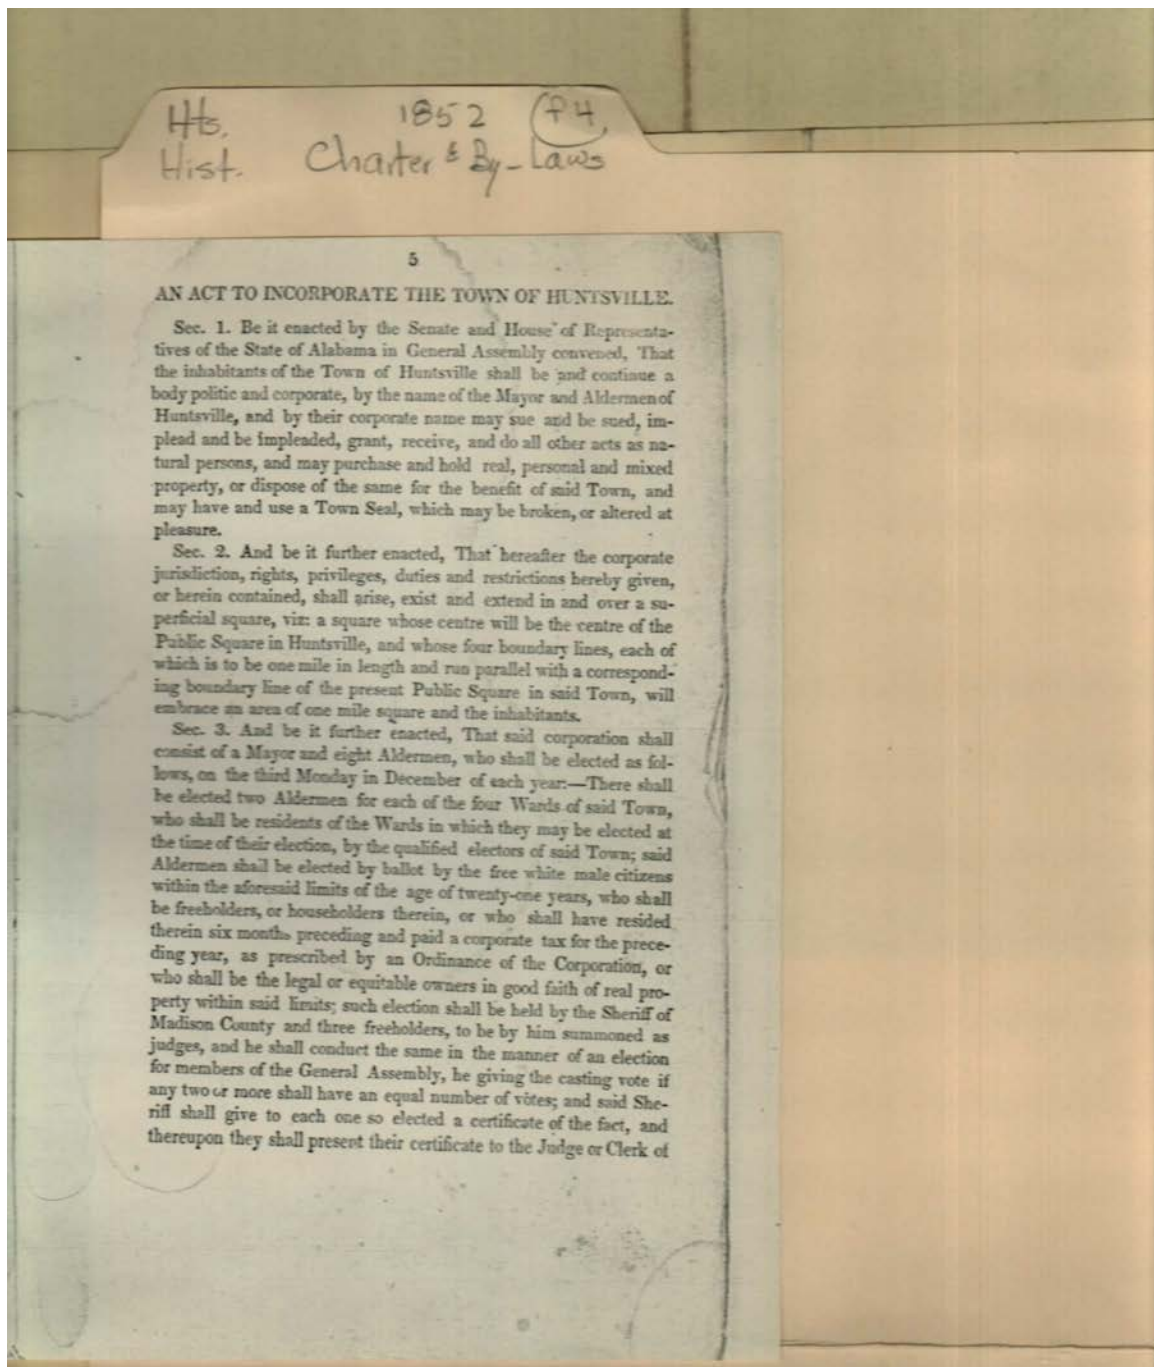 Hts. 1852 f4
Hist. Charter & By-Laws
5
AN ACT TO INCORPORATE THE TOWN OF HUNTSVILLE.
Sec. 1. Be it enacted by the Senate and House of Representa-
tives of the State of Alabama in General Assembly convened, That
the inhabitants of the Town of Huntsville shall be and continue a
body politic and corporate, by the name of the Mayor and Aldermen of
Huntsville, and by their corporate name may sue and be sued, im-
plead and be impleaded, grant, receive, and do all other acts as na-
tural persons, and may purchase and hold real, personal and mixed
property, or dispose of the same for the benefit of said Town, and
may have and use a Town Seal, which may be broken, or altered at
pleasure.
Sec. 2. And be it further enacted, That hereafter the corporate
jurisdiction, rights, privileges, duties and restrictions hereby given,
or herein contained, shall arise, exist and extend in and over a su-
perficial square, viz: a square whose centre will be the centre of the
Public Square in Huntsville, and whose four boundary lines, each of
which is to be one mile in length and run parallel with a correspond-
ing boundary line of the present Public Square in said Town, will
embrace an area of one mile square and the inhabitants.
Sec. 3. And be it further enacted, That said corporation shall
consist of a Mayor and eight Aldermen, who shall be elected as fol-
lows, on the third Monday in December of each year:—There shall
be elected two Aldermen for each of the four Wards of said Town,
who shall be residents of the Wards in which they may be elected at
the time of their election, by the qualified electors of said Town; said
Aldermen shall be elected by ballot by the free white male citizens
within the aforesaid limits of the age of twenty-one years, who shall
be freeholders, or householders therein, or who shall have resided
therein six months preceding and paid a corporate tax for the prece-
ding year, as prescribed by an Ordinance of the Corporation, or
who shall be the legal or equitable owners in good faith of real pro-
perty within said limits; such election shall be held by the Sheriff of
Madison County and three freeholders, to be by him summoned as
judges, and he shall conduct the same in the manner of an election
for members of the General Assembly, he giving the casting vote if
any two or more shall have an equal number of votes; and said She-
riff shall give to each one so elected a certificate of the fact, and
thereupon they shall present their certificate to the Judge or Clerk of